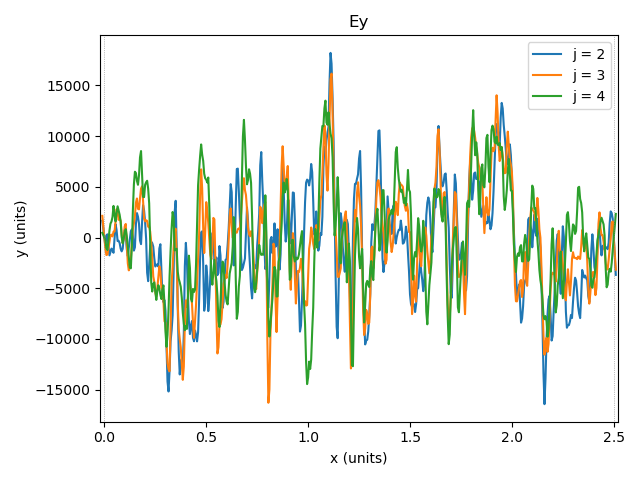 Ey
j = 2
j = 3
j = 4
15000
10000
5000
0
−5000
−10000
−15000
y (units)
0.0 0.5 1.0 1.5 2.0 2.5
x (units)